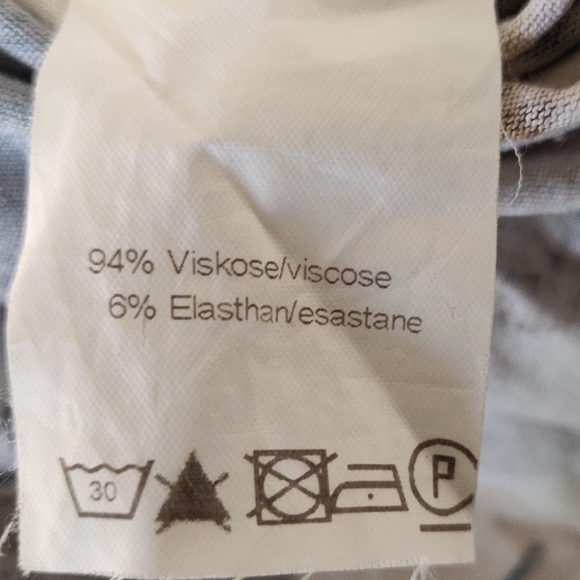 94% Viskose/viscose
6% Elasthan/esastane
30
P